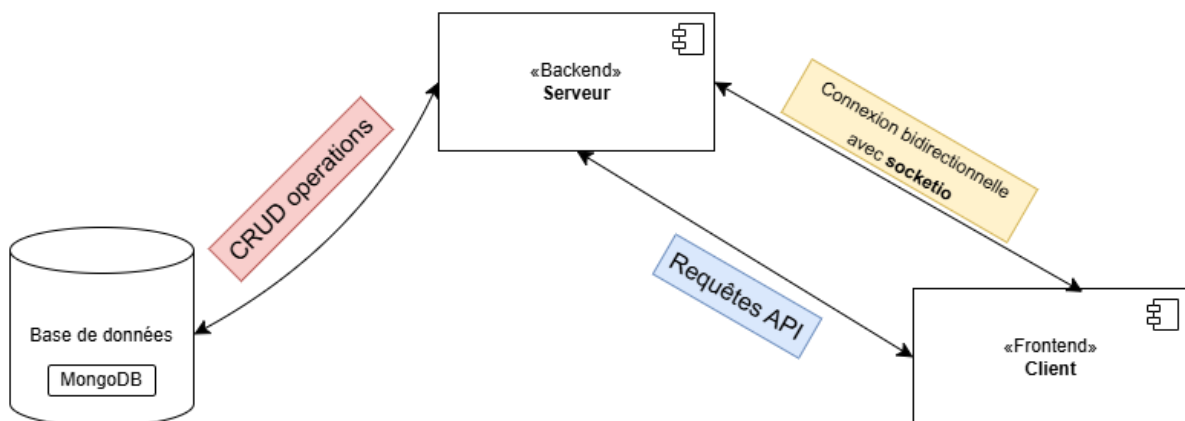 «Backend»
Serveur
Connexion bidirectionnelle
avec socketio
CRUD operations
Requêtes API
Base de données
MongoDB
«Frontend»
Client